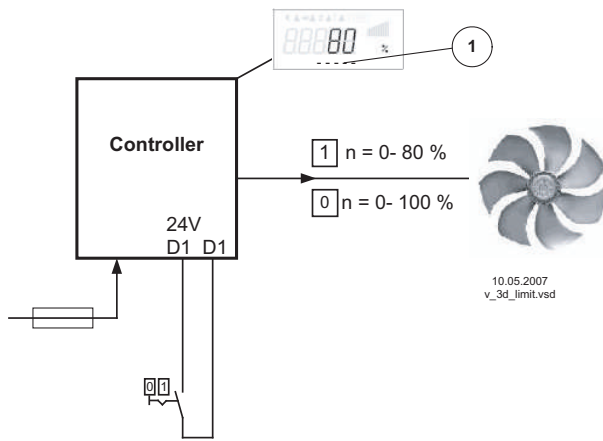 80
%
1
Controller
1 n = 0- 80 %
0 n = 0- 100 %
24V
D1 D1
10.05.2007
v_3d_limit.vsd
0 1